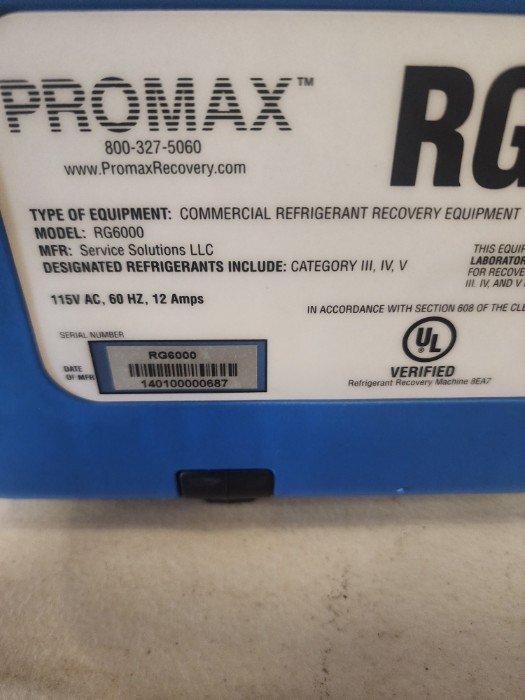 PROMAX™
RG
800-327-5060
www.PromaxRecovery.com
TYPE OF EQUIPMENT: COMMERCIAL REFRIGERANT RECOVERY EQUIPMENT
MODEL: RG6000
MFR: Service Solutions LLC
DESIGNATED REFRIGERANTS INCLUDE: CATEGORY III, IV, V
THIS EQUIP
LABORATOR
FOR RECOVE
III, IV, AND V
115V AC, 60 HZ, 12 Amps
IN ACCORDANCE WITH SECTION 608 OF THE CLE
SERIAL NUMBER
DATE
OF MFR
RG6000
140100000687
UL
VERIFIED
Refrigerant Recovery Machine 8EA7